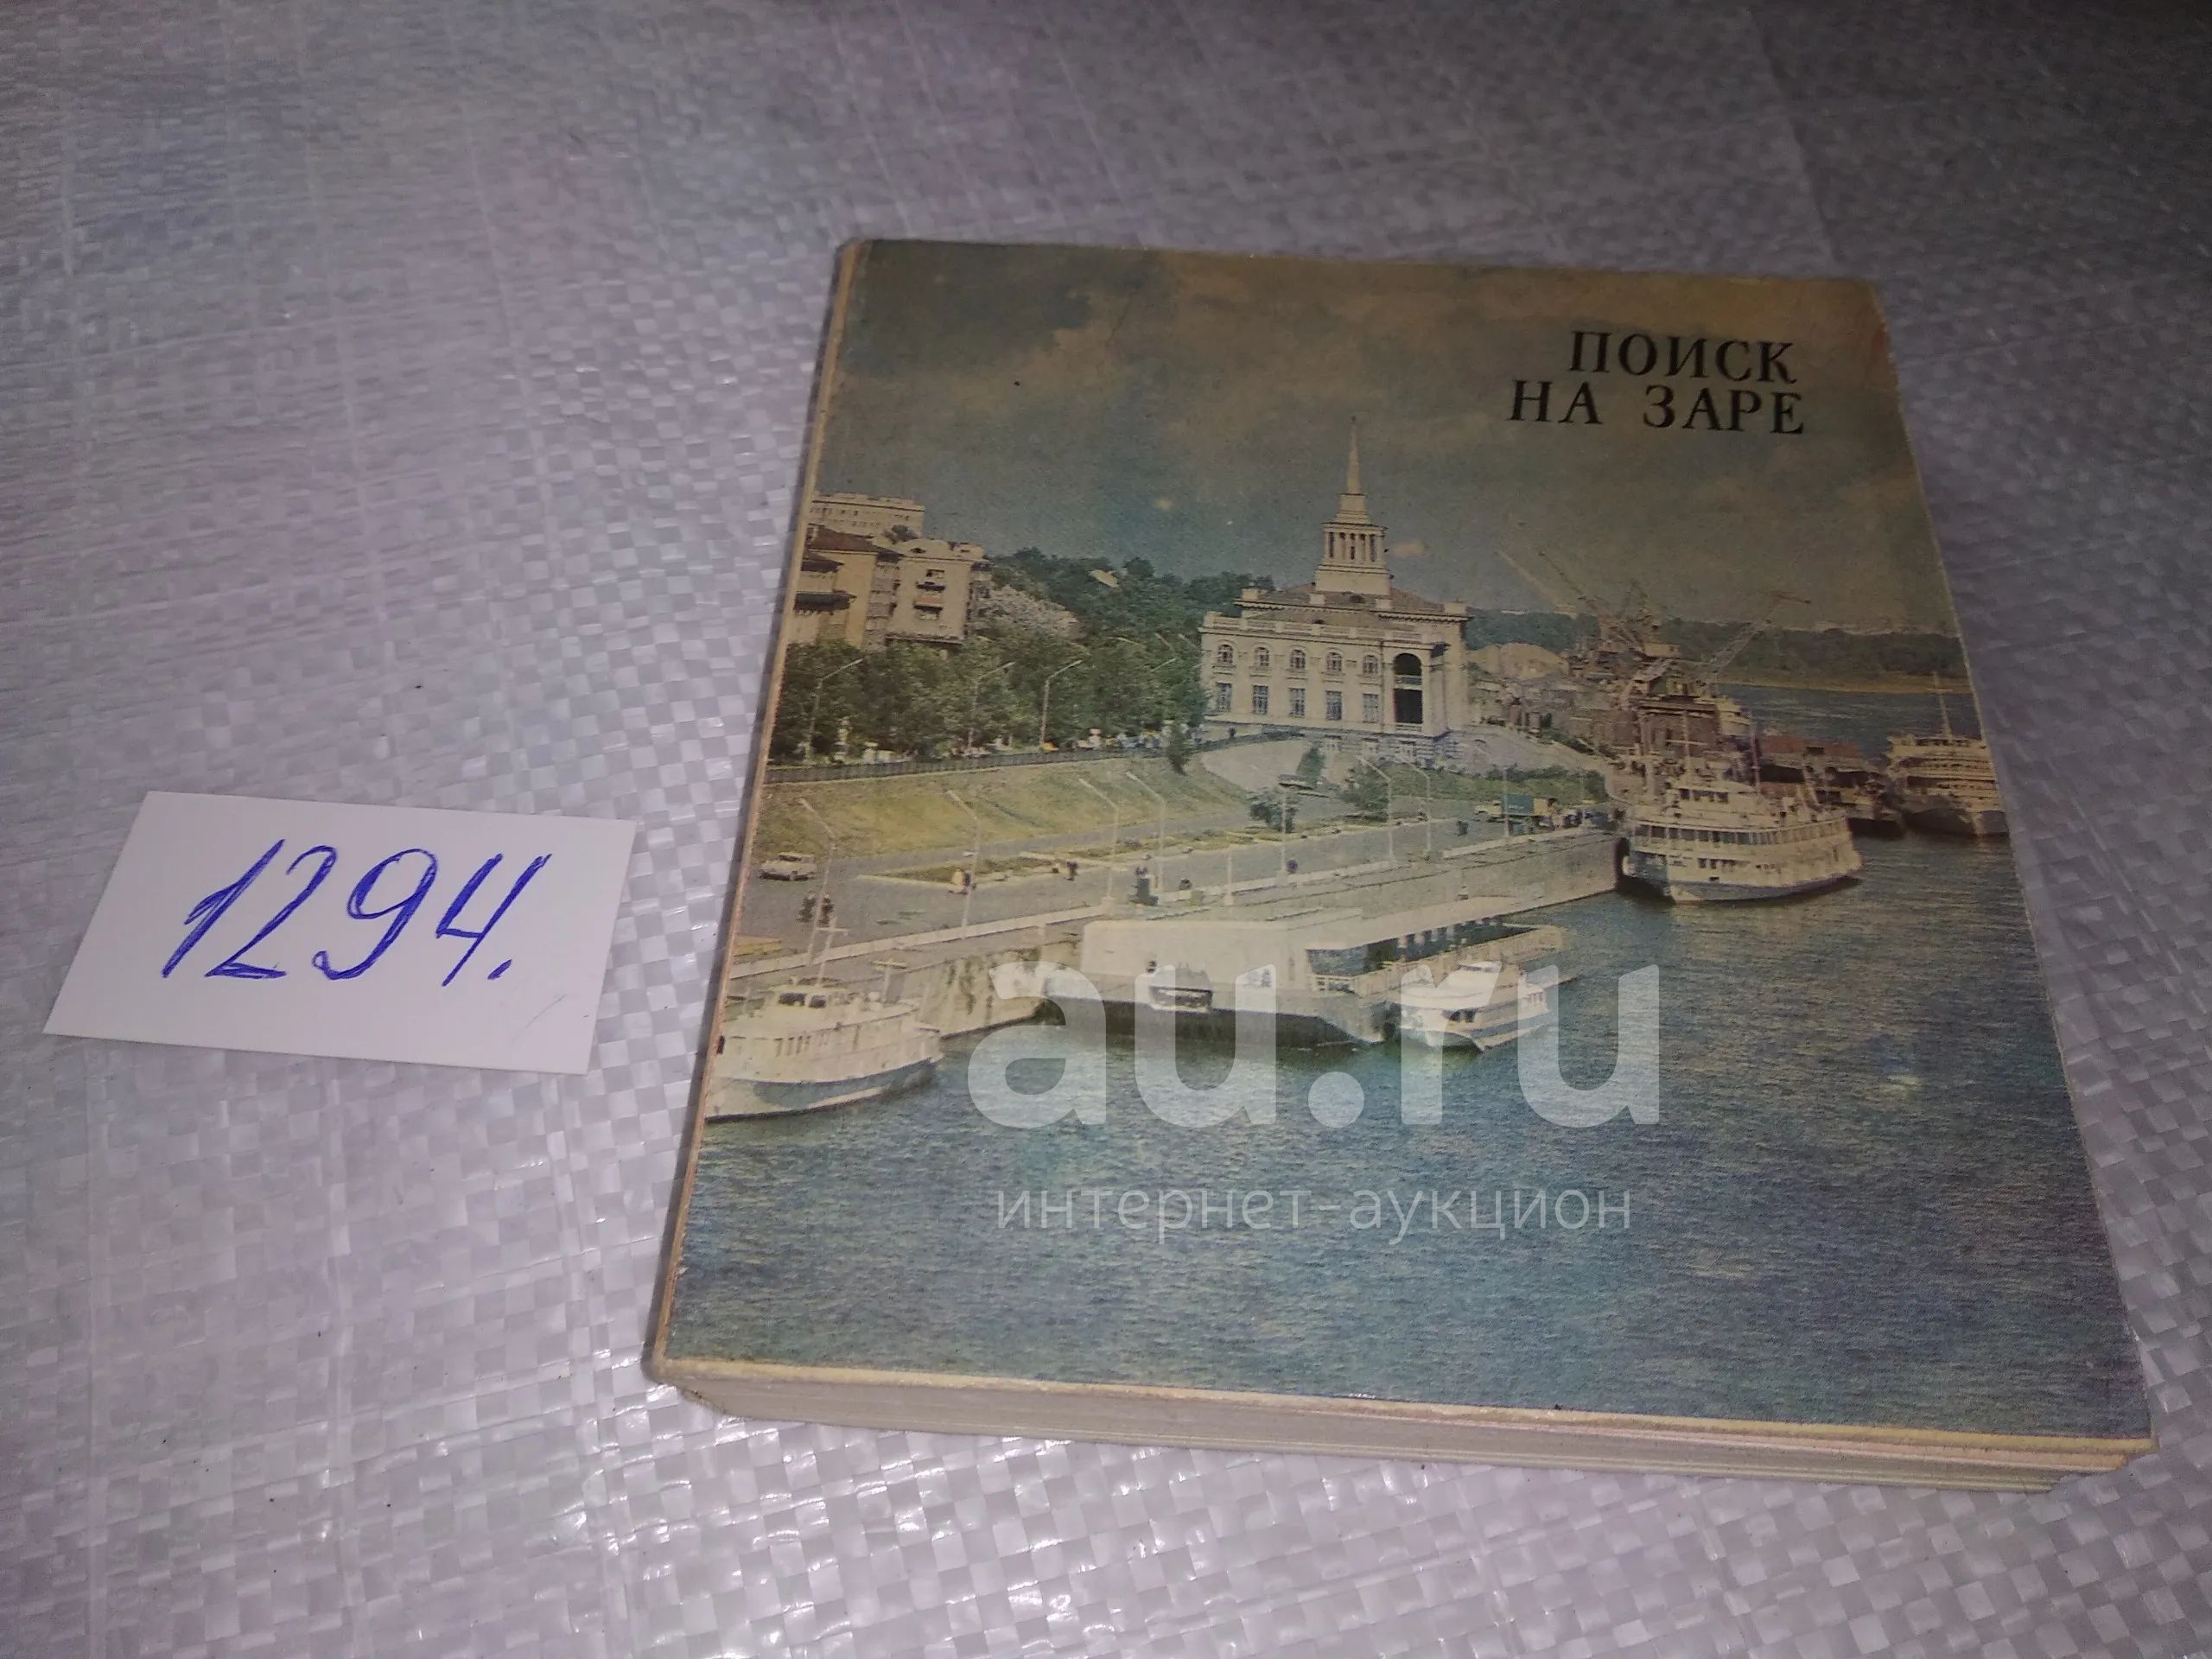 ПОИСК
НА ЗАРЕ
1294.
au.ru
интернет-аукцион